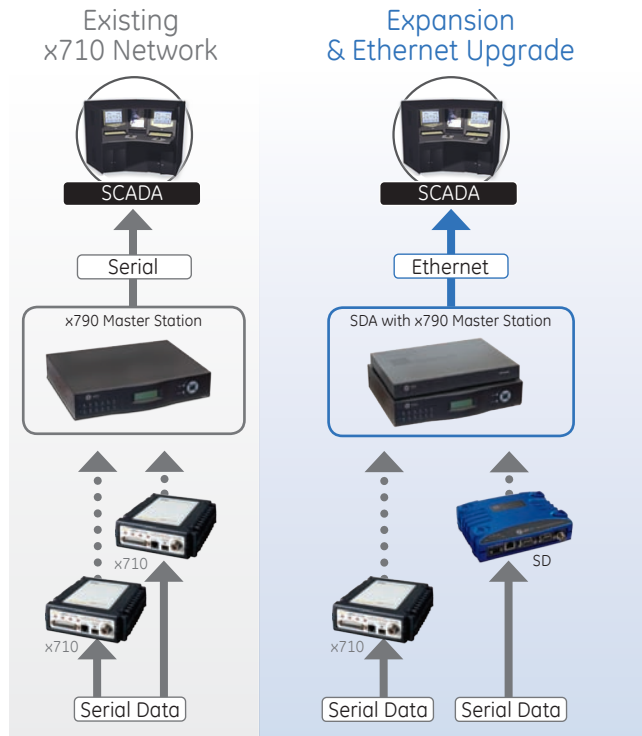 Existing
x710 Network
SCADA
Serial
x790 Master Station
x710
x710
Serial Data
Expansion
& Ethernet Upgrade
SCADA
Ethernet
SDA with x790 Master Station
SD
x710
Serial Data
Serial Data